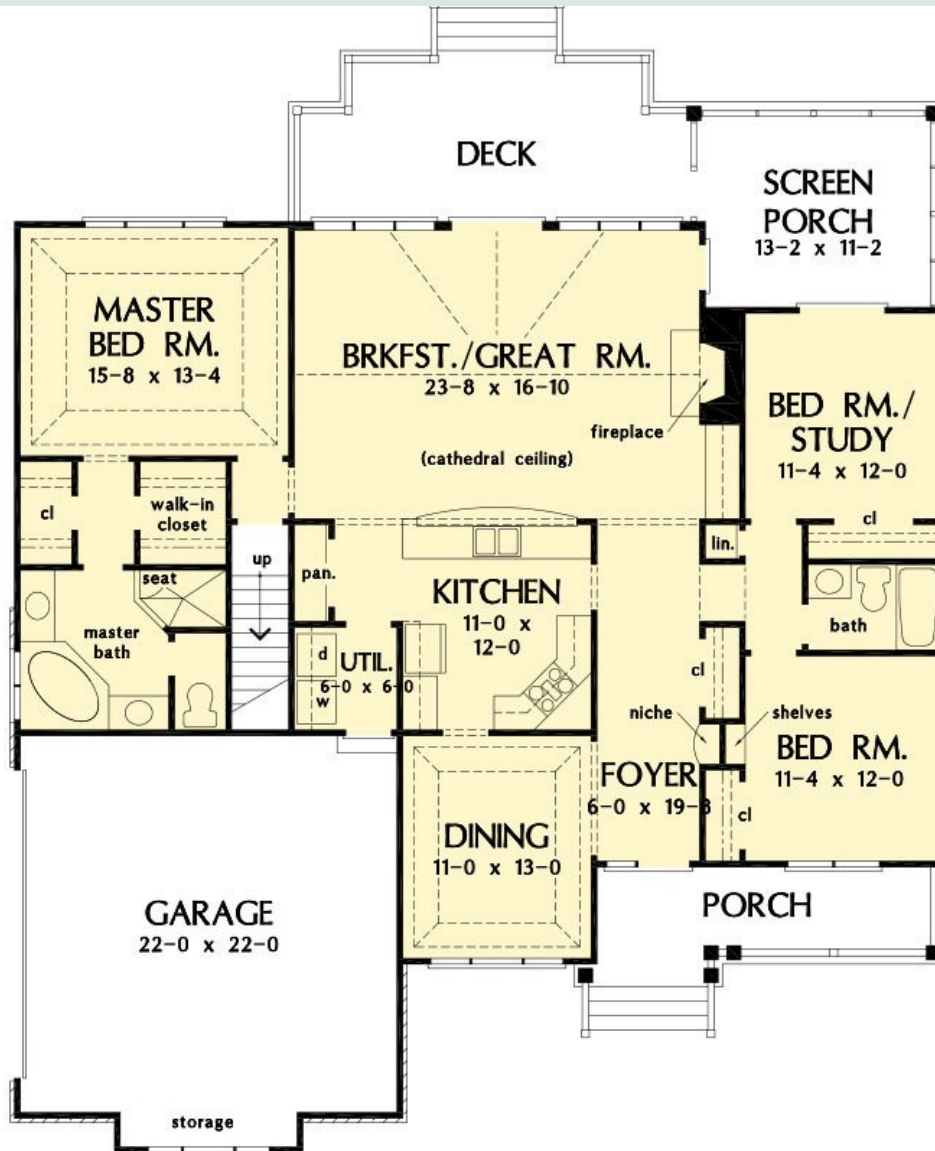 DECK
SCREEN
PORCH
13-2 x 11-2
MASTER
BED RM.
15-8 x 13-4
BRKFST./GREAT RM.
23-8 x 16-10
fireplace
(cathedral ceiling)
BED RM./
STUDY
11-4 x 12-0
cl
walk-in
closet
cl
up
pan.
lin.
seat
KITCHEN
11-0 x
12-0
master
bath
bath
d
UTIL.
6-0 x 6-0
w
cl
niche
shelves
BED RM.
11-4 x 12-0
FOYER
6-0 x 19-8
cl
DINING
11-0 x 13-0
GARAGE
22-0 x 22-0
PORCH
storage